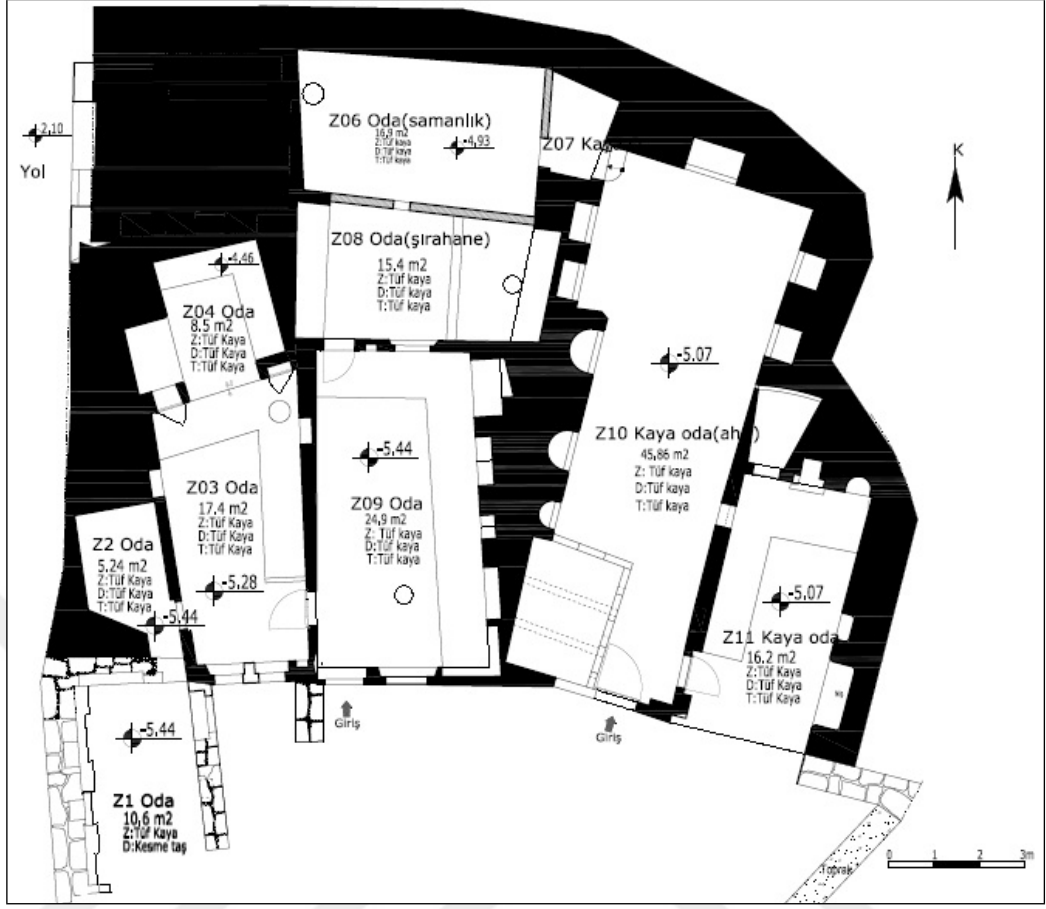 -2,10
Yol
Z06 Oda(samanlık)
16,9 m2
Z:Tüf kaya
D:Tüf kaya
T:Tüf kaya
-4,93
Z07
K
Z08 Oda(şırahane)
15.4 m2
Z:Tüf kaya
D:Tüf kaya
T:Tüf kaya
-4,46
Z04 Oda
8.5 m2
Z:Tüf Kaya
D:Tüf Kaya
T:Tüf Kaya
-5.07
Z10 Kaya oda(ah
45,86 m2
Z: Tüf kaya
D:Tüf kaya
T:Tüf kaya
-5,44
Z09 Oda
24,9 m2
Z: Tüf kaya
D:Tüf kaya
T:Tüf kaya
Z03 Oda
17.4 m2
Z:Tüf Kaya
D:Tüf Kaya
T:Tüf Kaya
-5,28
Z2 Oda
5.24 m2
Z:Tüf Kaya
D:Tüf Kaya
T:Tüf Kaya
-5,44
-5.07
Z11 Kaya oda
16.2 m2
Z:Tüf Kaya
D:Tüf Kaya
T:Tüf Kaya
Giriş
Giriş
-5,44
Z1 Oda
10,6 m2
Z:Tüf Kaya
D:Kesme taş
0 1 2 3m
Toprak